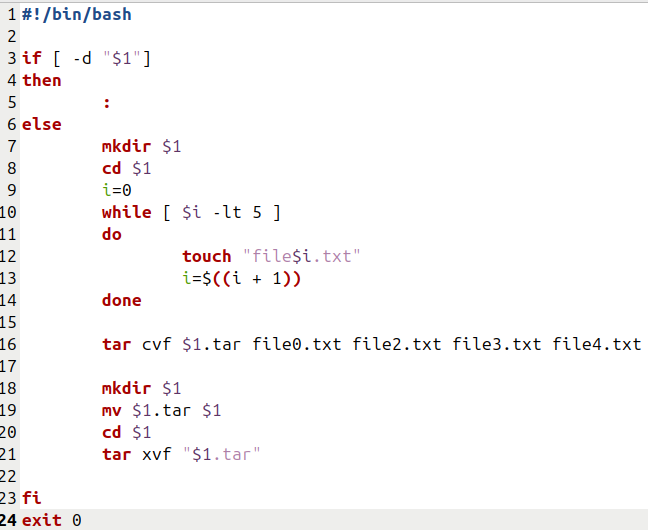 1 #!/bin/bash
2
3 if [ -d "$1"]
4 then
5         :
6 else
7         mkdir $1
8         cd $1
9         i=0
10         while [ $i -lt 5 ]
11         do
12                 touch "file$i.txt"
13                 i=$((i + 1))
14         done
15
16         tar cvf $1.tar file0.txt file2.txt file3.txt file4.txt
17
18         mkdir $1
19         mv $1.tar $1
20         cd $1
21         tar xvf "$1.tar"
22
23 fi
24 exit 0